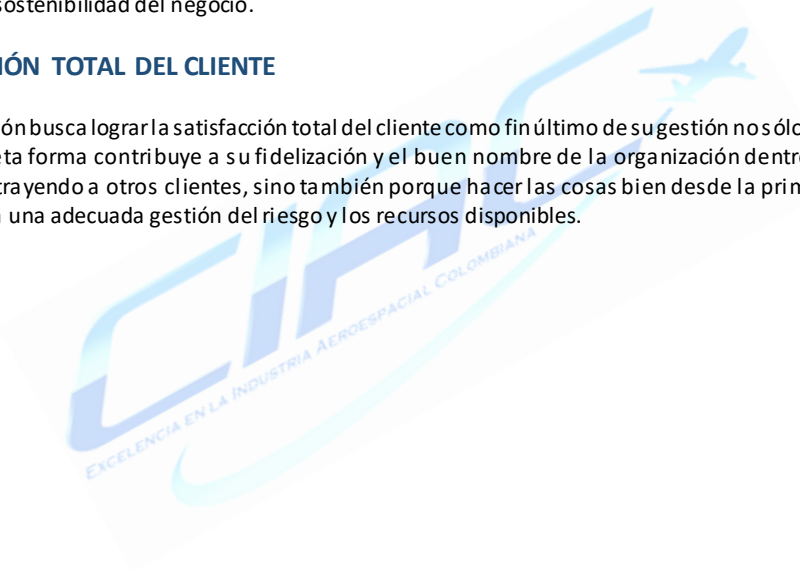 sostenibilidad del negocio.
IÓN TOTAL DEL CLIENTE
ón busca lograr la satisfacción total del cliente como fin último de su gestión no sólo
ta forma contribuye a su fidelización y el buen nombre de la organización dentr
trayendo a otros clientes, sino también porque hacer las cosas bien desde la prim
una adecuada gestión del riesgo y los recursos disponibles.
CIAC
EXCELENCIA EN LA INDUSTRIA AEROESPACIAL COLOMBIANA